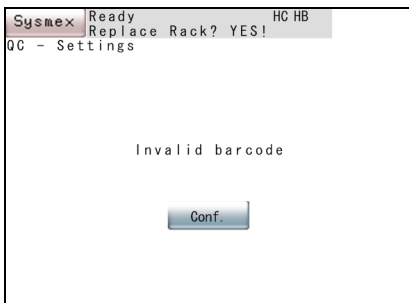 Sysmex
Ready HC HB
Replace Rack? YES!
QC - Settings
Invalid barcode
Conf.